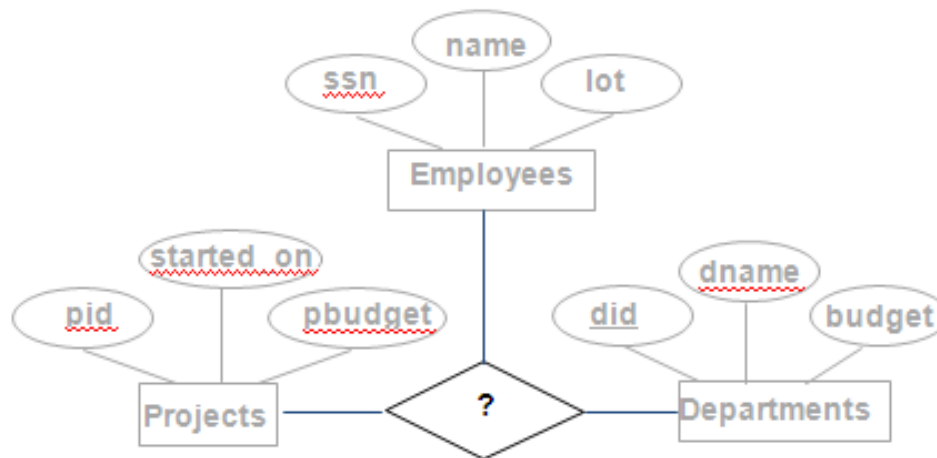 name
ssn
lot
Employees
started_on
dname
pid
pbudget
did
budget
?
Projects
Departments